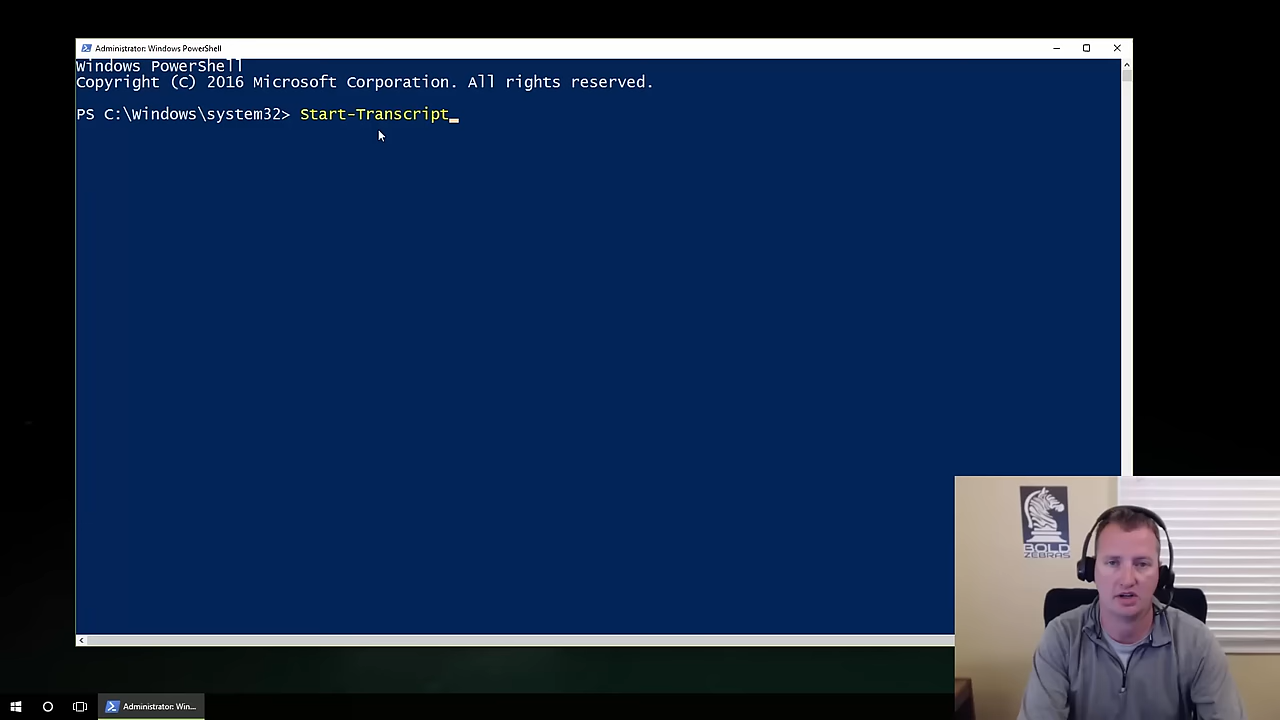 Administrator: Windows PowerShell
Windows PowerShell
Copyright (C) 2016 Microsoft Corporation. All rights reserved.
PS C:\Windows\system32> Start-Transcript_
BOLD
ZEBRAS
Administrator: Win...